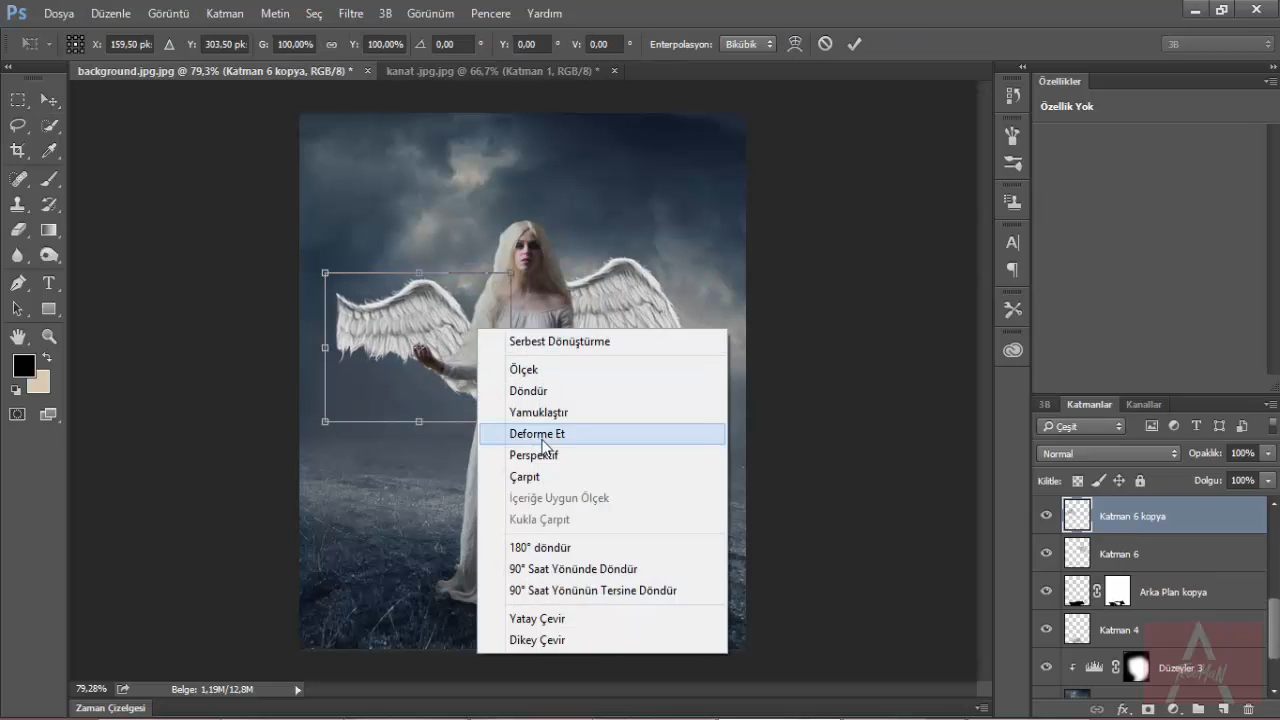 Ps Dosya Düzenle Görüntü Katman Metin Seç Filtre 3B Görünüm Pencere Yardım
X: 159,50 pk: Y: 303,50 pk: G: 100,00% Y: 100,00% 0,00 ° Y: 0,00 ° V: 0,00 ° Enterpolasyon: Bikübik 3B
background.jpg.jpg @ 79,3% (Katman 6 kopya, RGB/8) * × kanat .jpg.jpg @ 66,7% (Katman 1, RGB/8) * ×
Özellikler
Özellik Yok
Serbest Dönüştürme
Ölçek
Döndür
Yamuklaştır
Deforme Et
Perspektif
Çarpıt
İçeriğe Uygun Ölçek
Kukla Çarpıt
180° döndür
90° Saat Yönünde Döndür
90° Saat Yönünün Tersine Döndür
Yatay Çevir
Dikey Çevir
3B Katmanlar Kanallar
Çeşit
Normal Opaklık: 100%
Kilitle: Dolgu: 100%
Katman 6 kopya
Katman 6
Arka Plan kopya
Katman 4
Düzeyler 3
79,28% Belge: 1,19M/12,8M
Zaman Çizelgesi